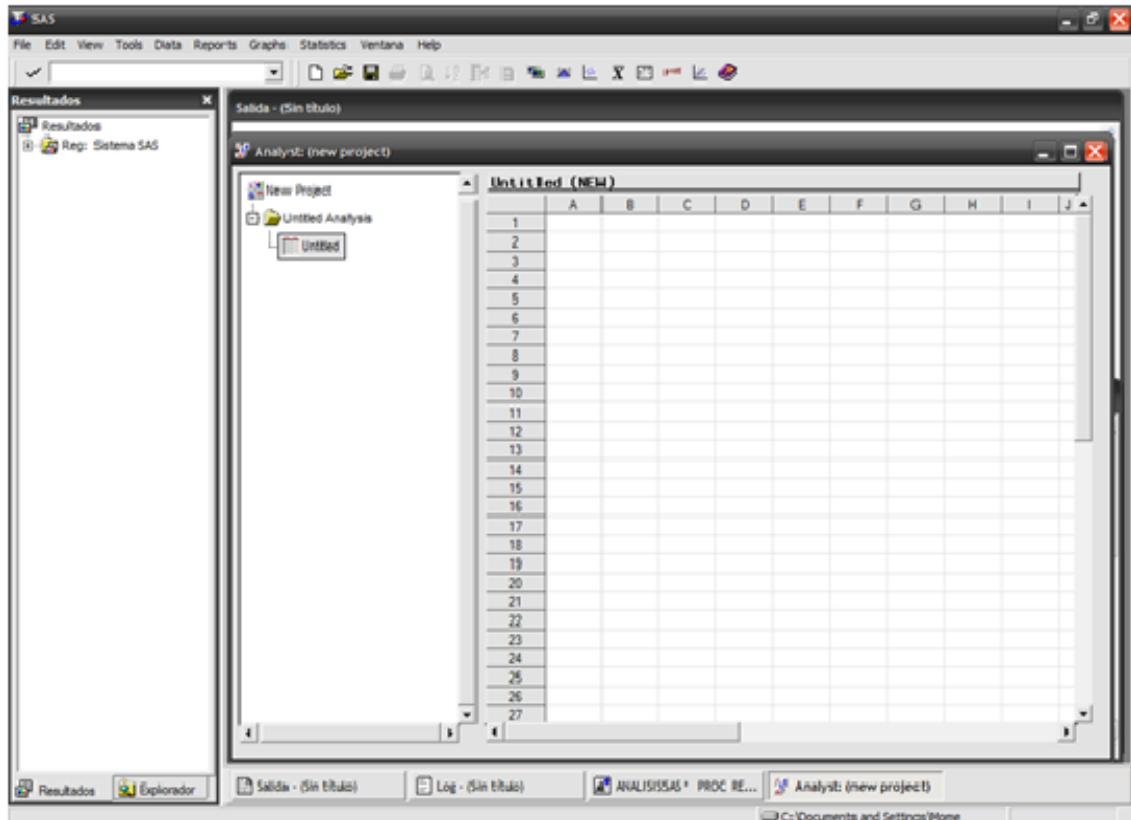 SAS
File Edit View Tools Data Reports Graphs Statistics Ventana Help
Resultados
Resultados
Reg: Sistema SAS
Salida - (Sin título)
Analyst: (new project)
New Project
Untitled Analysis
Untitled
Untitled (NEW)
A B C D E F G H I J
1
2
3
4
5
6
7
8
9
10
11
12
13
14
15
16
17
18
19
20
21
22
23
24
25
26
27
Resultados Explorador
Salida - (Sin título) Log - (Sin título) ANALISISSAS * PROC RE... Analyst: (new project)
C:\Documents and Settings\Home